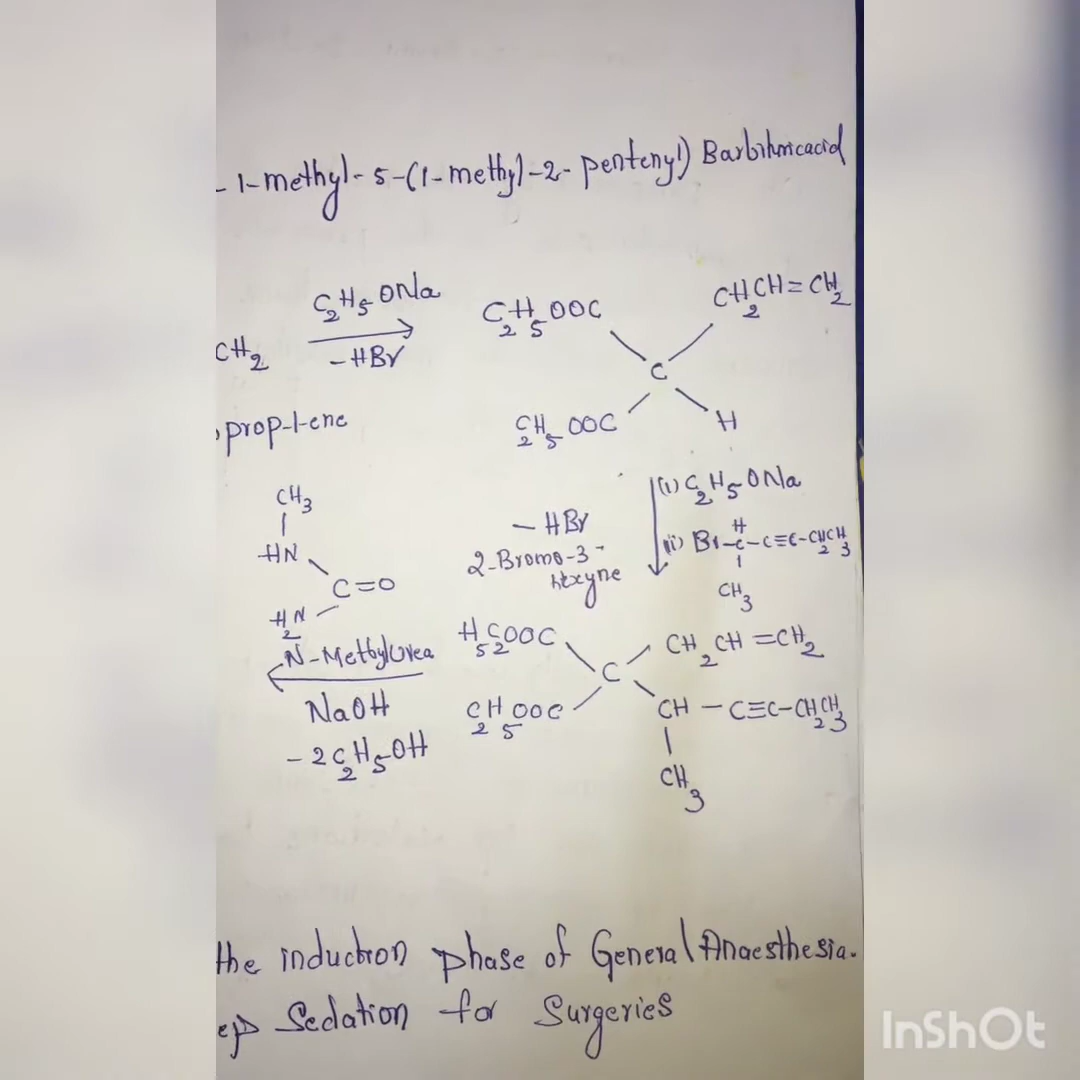 - 1-methyl-5-(1-methyl-2-pentenyl) Barbituricacid
C2H5ONa
CH2
-HBr
C2H5OOC
CH2CH=CH2
C
C2H5OOC
H
prop-1-ene
CH3
HN
C=O
H2N
-HBr
2-Bromo-3-
hexyne
(i) C2H5ONa
(ii) Br-C-C≡C-CH2CH3
H
CH3
N-MethylUrea
NaOH
-2C2H5OH
H5C2OOC
CH2CH=CH2
C
C2H5OOC
CH-C≡C-CH2CH3
CH3
the induction phase of General Anaesthesia.
ep Sedation for Surgeries
InShOt